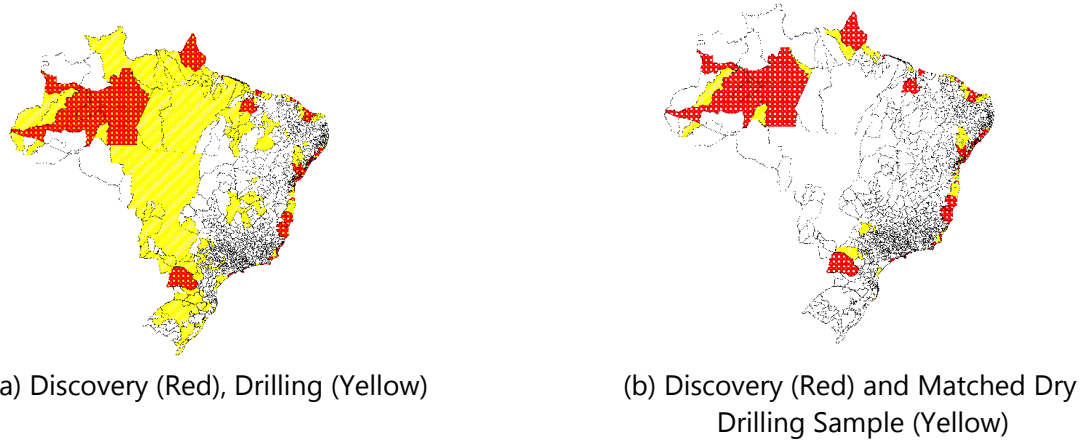 a) Discovery (Red), Drilling (Yellow)
(b) Discovery (Red) and Matched Dry
Drilling Sample (Yellow)